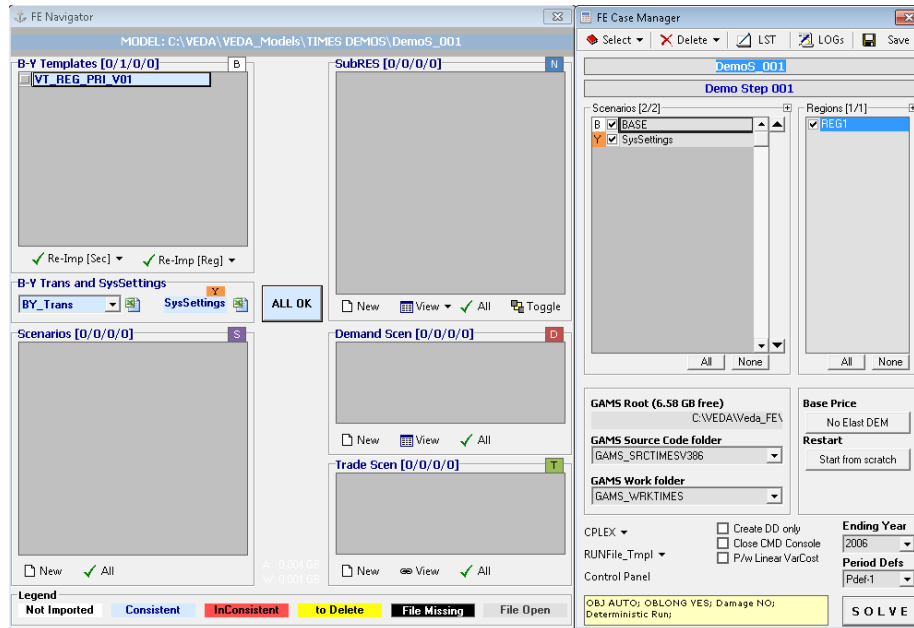 FE Navigator
MODEL: C:\VEDA\VEDA_Models\TIMES DEMOS\DemoS_001
B-Y Templates [0/1/0/0] B
VT_REG_PRI_V01
Re-Imp [Sec] Re-Imp [Reg]
SubRES [0/0/0/0] N
New View All Toggle
B-Y Trans and SysSettings
Y
BY_Trans SysSettings
ALL OK
Scenarios [0/0/0/0] S
New All
Demand Scen [0/0/0/0] D
New View All
Trade Scen [0/0/0/0] T
A: 0.004 GB
W: 0.001 GB
New View All
Legend
Not Imported Consistent InConsistent to Delete File Missing File Open
FE Case Manager
Select Delete LST LOGs Save
DemoS_001
Demo Step 001
Scenarios [2/2]
B BASE
Y SysSettings
All None
Regions [1/1]
REG1
All None
GAMS Root (6.58 GB free)
C:\VEDA\Veda_FE\
GAMS Source Code folder
GAMS_SRCTIMESV386
GAMS Work folder
GAMS_WRKTIMES
Base Price
No Elast DEM
Restart
Start from scratch
CPLEX
RUNFile_Tmpl
Control Panel
Create DD only
Close CMD Console
P/w Linear VarCost
Ending Year
2006
Period Defs
Pdef-1
OBJ AUTO; OBLONG YES; Damage NO;
Deterministic Run;
SOLVE